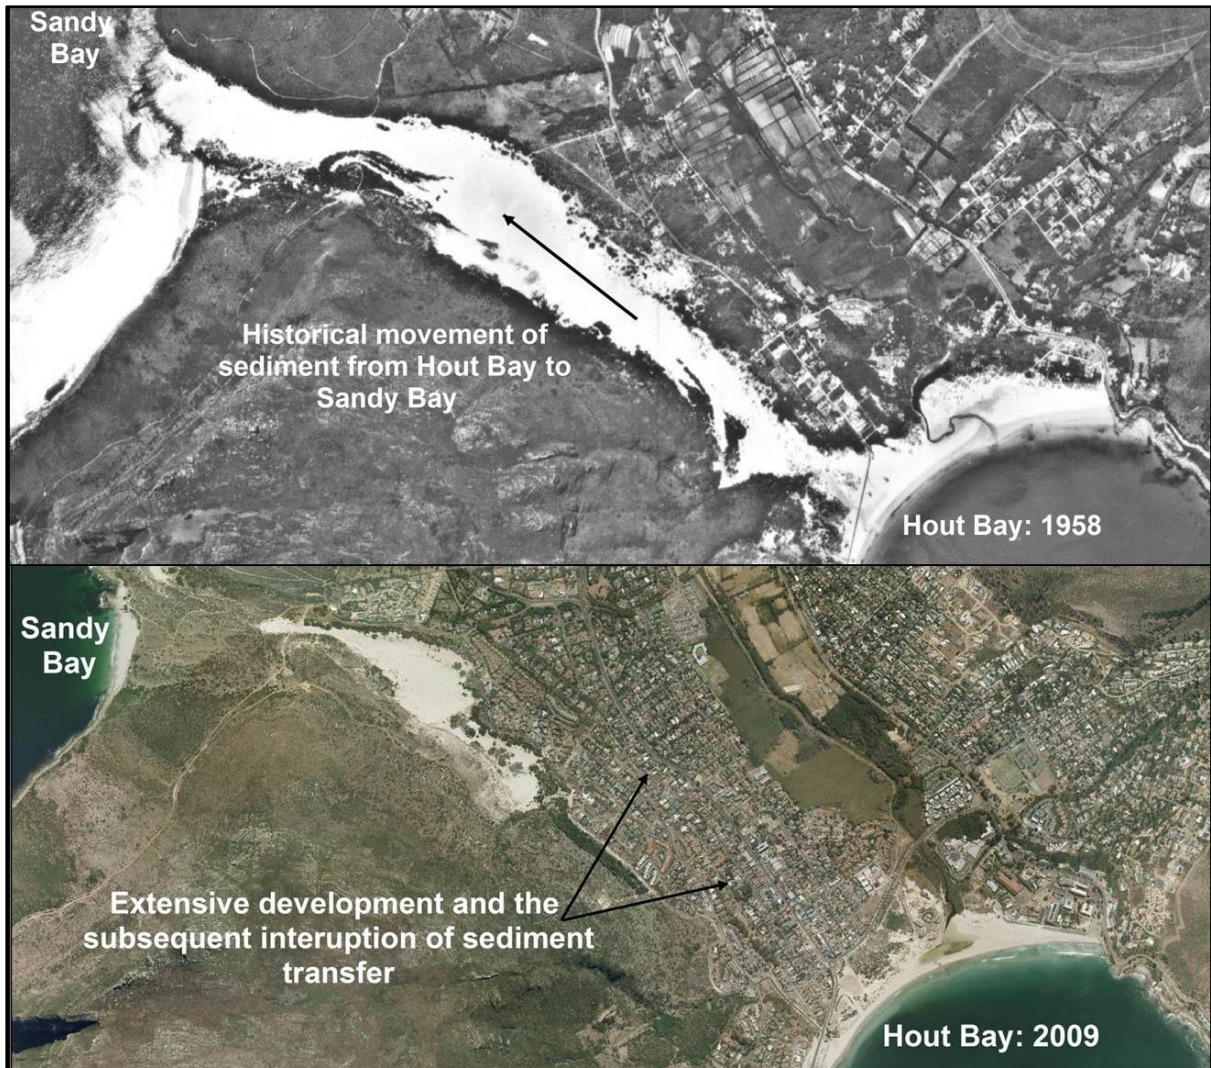 Sandy
Bay
Historical movement of
sediment from Hout Bay to
Sandy Bay
Hout Bay: 1958
Sandy
Bay
Extensive development and the
subsequent interuption of sediment
transfer
Hout Bay: 2009